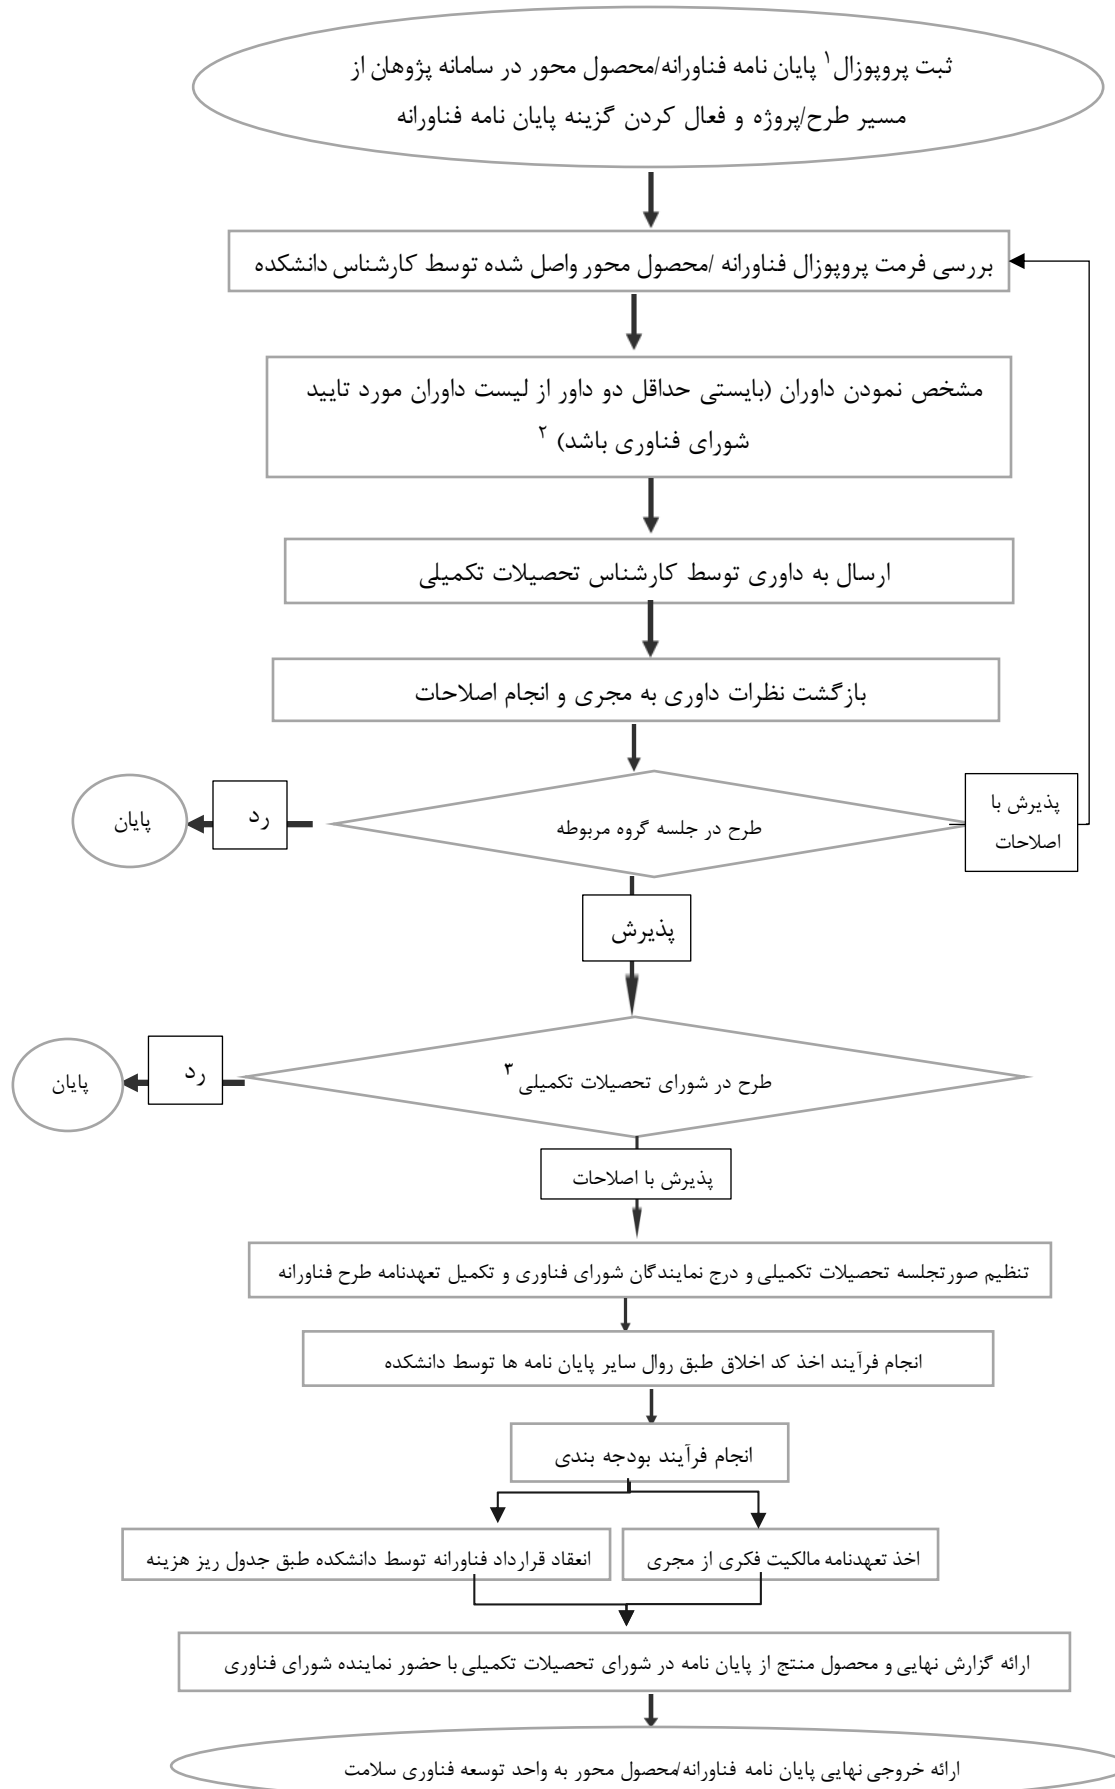 ثبت پروپوزال۱ پایان نامه فناورانه/محصول محور در سامانه پژوهان از
مسیر طرح/پروژه و فعال کردن گزینه پایان نامه فناورانه
بررسی فرمت پروپوزال فناورانه /محصول محور واصل شده توسط کارشناس دانشکده
مشخص نمودن داوران (بایستی حداقل دو داور از لیست داوران مورد تایید
شورای فناوری باشد) ۲
ارسال به داوری توسط کارشناس تحصیلات تکمیلی
بازگشت نظرات داوری به مجری و انجام اصلاحات
پذیرش با
اصلاحات
طرح در جلسه گروه مربوطه
رد
پایان
پذیرش
طرح در شورای تحصیلات تکمیلی ۳
رد
پایان
پذیرش با اصلاحات
تنظیم صورتجلسه تحصیلات تکمیلی و درج نمایندگان شورای فناوری و تکمیل تعهدنامه طرح فناورانه
انجام فرآیند اخذ کد اخلاق طبق روال سایر پایان نامه ها توسط دانشکده
انجام فرآیند بودجه بندی
اخذ تعهدنامه مالکیت فکری از مجری
انعقاد قرارداد فناورانه توسط دانشکده طبق جدول ریز هزینه
ارائه گزارش نهایی و محصول منتج از پایان نامه در شورای تحصیلات تکمیلی با حضور نماینده شورای فناوری
ارائه خروجی نهایی پایان نامه فناورانه/محصول محور به واحد توسعه فناوری سلامت